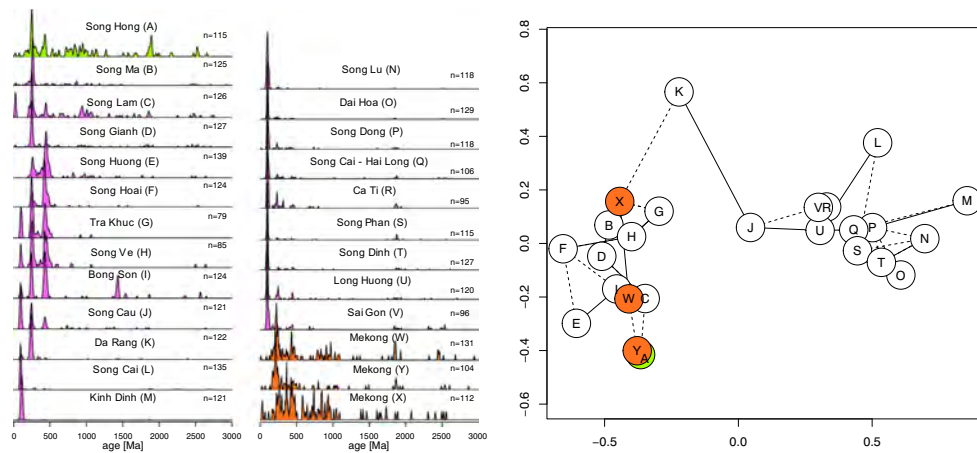 Song Hong (A)
n=115
Song Ma (B)
n=125
Song Lam (C)
n=126
Song Gianh (D)
n=127
Song Huong (E)
n=139
Song Hoai (F)
n=124
Tra Khuc (G)
n=79
Song Ve (H)
n=85
Bong Son (I)
n=124
Song Cau (J)
n=121
Da Rang (K)
n=122
Song Cai (L)
n=135
Kinh Dinh (M)
n=121
0 500 1000 1500 2000 2500 3000
age [Ma]
Song Lu (N)
n=118
Dai Hoa (O)
n=129
Song Dong (P)
n=118
Song Cai - Hai Long (Q)
n=106
Ca Ti (R)
n=95
Song Phan (S)
n=115
Song Dinh (T)
n=127
Long Huong (U)
n=120
Sai Gon (V)
n=96
Mekong (W)
n=131
Mekong (Y)
n=104
Mekong (X)
n=112
0 500 1000 1500 2000 2500 3000
age [Ma]
0.8
0.6
0.4
0.2
0.0
−0.2
−0.4
−0.6
K
L
X
G
B
H
F
D
I
W
C
E
Y
A
J
V
R
U
Q
P
S
T
N
O
M
−0.5 0.0 0.5